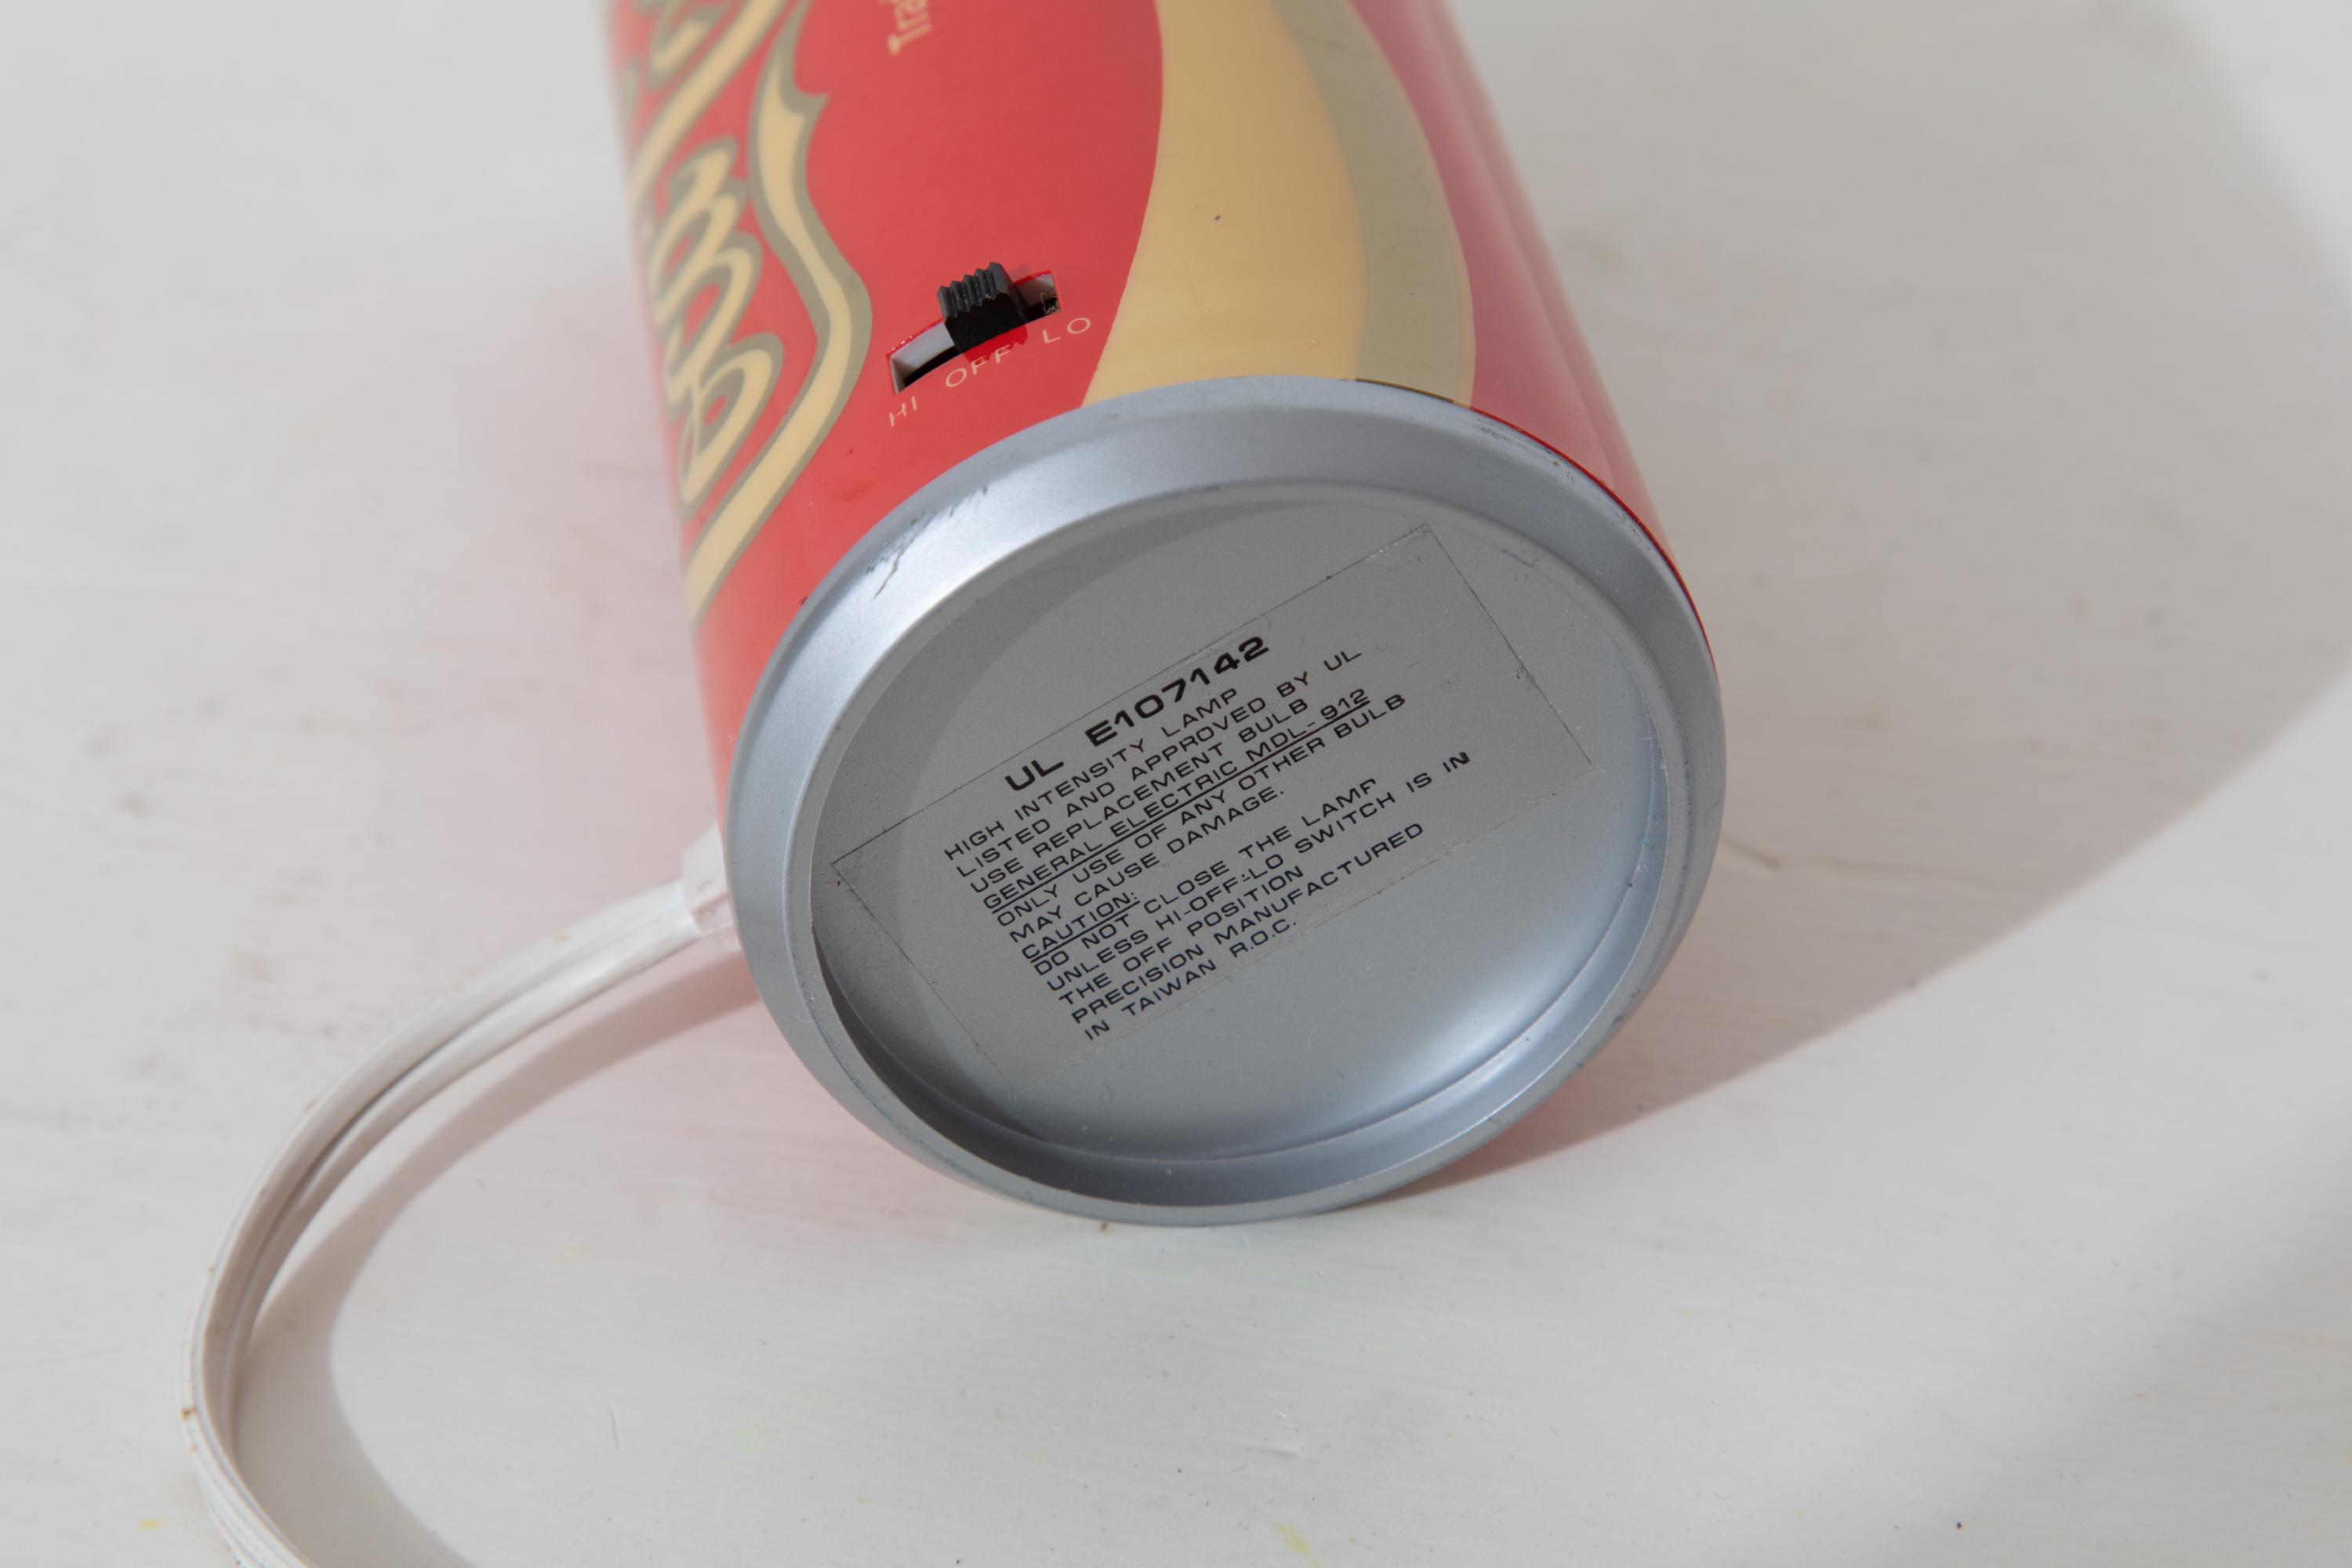 HI OFF LO
UL E107142
HIGH INTENSITY LAMP
LISTED AND APPROVED BY UL
USE REPLACEMENT BULB
GENERAL ELECTRIC MDL-912
ONLY USE OF ANY OTHER BULB
MAY CAUSE DAMAGE.
CAUTION:
DO NOT CLOSE THE LAMP
UNLESS HI-OFF-LO SWITCH IS IN
THE OFF POSITION
PRECISION MANUFACTURED
IN TAIWAN R.O.C.